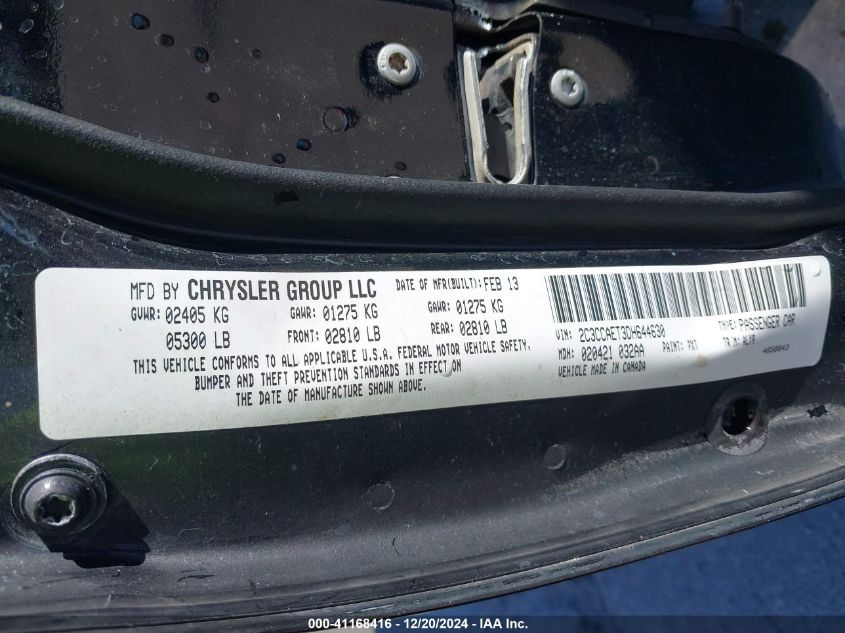 MFD BY CHRYSLER GROUP LLC DATE OF MFR(BUILT): FEB 13
GVWR: 02405 KG GAWR: 01275 KG GAWR: 01275 KG
05300 LB FRONT: 02810 LB REAR: 02810 LB
THIS VEHICLE CONFORMS TO ALL APPLICABLE U.S.A. FEDERAL MOTOR VEHICLE SAFETY,
BUMPER AND THEFT PREVENTION STANDARDS IN EFFECT ON
THE DATE OF MANUFACTURE SHOWN ABOVE.
VIN: 2C3CCAET3DH644630 TYPE: PASSENGER CAR
MDH: 020421 032AA PAINT: TRIM:
VEHICLE MADE IN CANADA
000-41168416 - 12/20/2024 - IAA Inc.